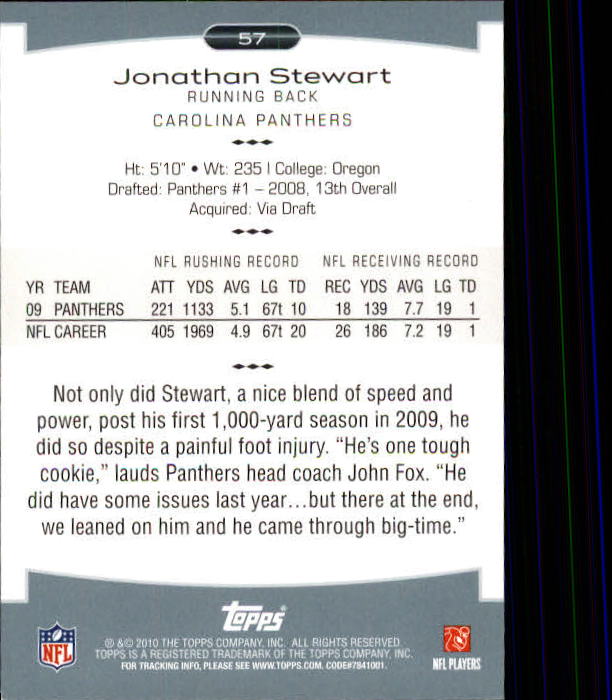 57
Jonathan Stewart
RUNNING BACK
CAROLINA PANTHERS
Ht: 5'10" • Wt: 235 | College: Oregon
Drafted: Panthers #1 – 2008, 13th Overall
Acquired: Via Draft
NFL RUSHING RECORD NFL RECEIVING RECORD
YR TEAM ATT YDS AVG LG TD REC YDS AVG LG TD
09 PANTHERS 221 1133 5.1 67t 10 18 139 7.7 19 1
NFL CAREER 405 1969 4.9 67t 20 26 186 7.2 19 1
Not only did Stewart, a nice blend of speed and
power, post his first 1,000-yard season in 2009, he
did so despite a painful foot injury. “He’s one tough
cookie,” lauds Panthers head coach John Fox. “He
did have some issues last year…but there at the end,
we leaned on him and he came through big-time.”
topps®
® & © 2010 THE TOPPS COMPANY, INC. ALL RIGHTS RESERVED.
TOPPS IS A REGISTERED TRADEMARK OF THE TOPPS COMPANY, INC.
FOR TRACKING INFO, PLEASE SEE WWW.TOPPS.COM. CODE#7841001.
NFL
NFL PLAYERS